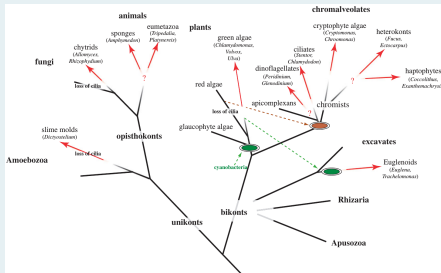 chromalveolates
animals
cryptophyte algae
(Cryptomonas,
Chroomonas)
sponges
(Amphimedon)
eumetazoa
(Tripedalia,
Platynereis)
plants
heterokonts
(Fucus,
Ectocarpus)
green algae
(Chlamydomonas,
Volvox,
Ulva)
ciliates
(Stentor,
Chlamydodon)
chytrids
(Allomyces,
Rhizophydium)
fungi
dinoflagellates
(Peridinium,
Glenodinium)
haptophytes
(Coccolithus,
Exanthemachrysis)
?
?
?
?
red algae
loss of cilia
apicomplexans
chromists
loss of cilia
slime molds
(Dictyostelium)
glaucophyte algae
opisthokonts
excavates
loss of cilia
Amoebozoa
cyanobacteria
Euglenoids
(Euglena,
Trachelomonas)
Rhizaria
bikonts
unikonts
Apusozoa